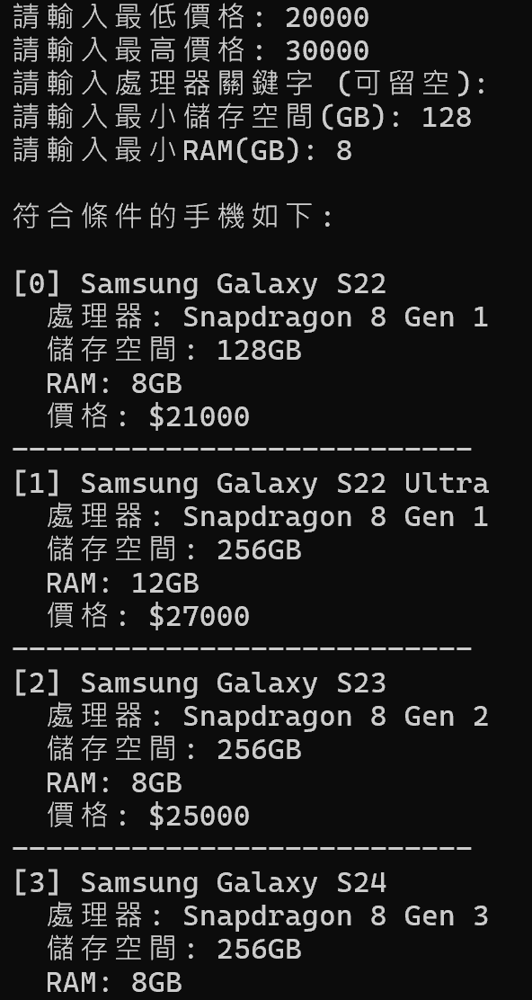 請輸入最低價格: 20000
請輸入最高價格: 30000
請輸入處理器關鍵字 (可留空):
請輸入最小儲存空間(GB): 128
請輸入最小RAM(GB): 8
符合條件的手機如下:
[0] Samsung Galaxy S22
處理器: Snapdragon 8 Gen 1
儲存空間: 128GB
RAM: 8GB
價格: $21000
----------------------------
[1] Samsung Galaxy S22 Ultra
處理器: Snapdragon 8 Gen 1
儲存空間: 256GB
RAM: 12GB
價格: $27000
----------------------------
[2] Samsung Galaxy S23
處理器: Snapdragon 8 Gen 2
儲存空間: 256GB
RAM: 8GB
價格: $25000
----------------------------
[3] Samsung Galaxy S24
處理器: Snapdragon 8 Gen 3
儲存空間: 256GB
RAM: 8GB